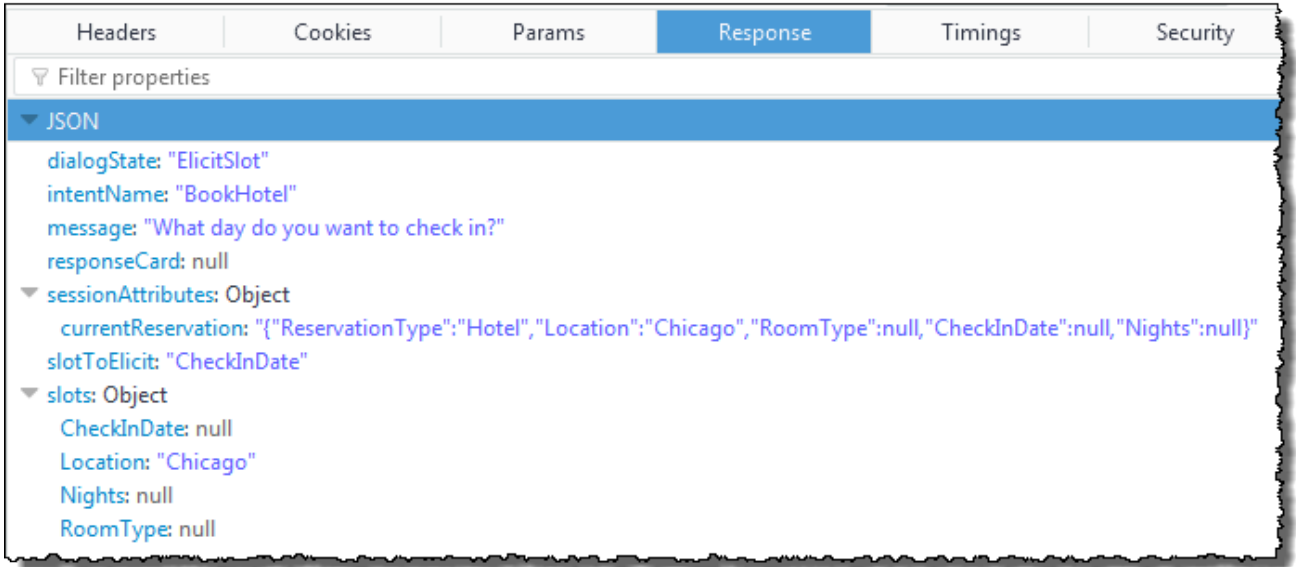 Headers Cookies Params Response Timings Security
Filter properties
JSON
dialogState: "ElicitSlot"
intentName: "BookHotel"
message: "What day do you want to check in?"
responseCard: null
sessionAttributes: Object
currentReservation: "{"ReservationType":"Hotel","Location":"Chicago","RoomType":null,"CheckInDate":null,"Nights":null}"
slotToElicit: "CheckInDate"
slots: Object
CheckInDate: null
Location: "Chicago"
Nights: null
RoomType: null